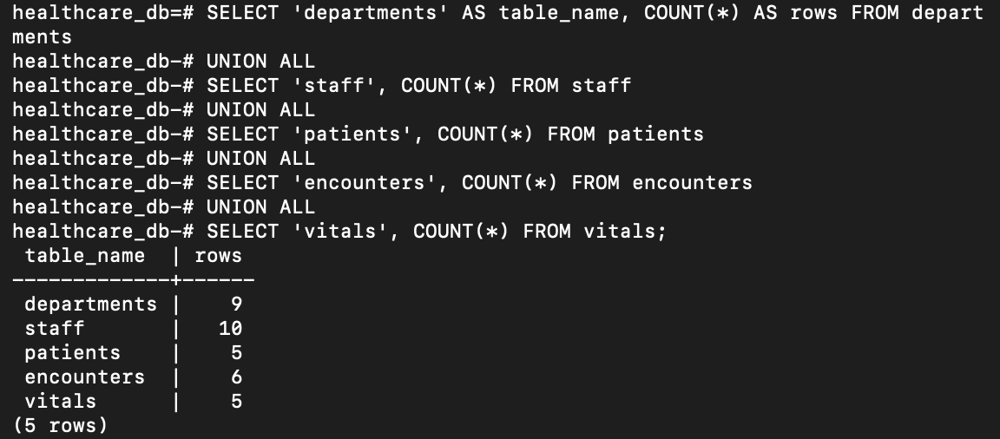 healthcare_db=# SELECT 'departments' AS table_name, COUNT(*) AS rows FROM depart
ments
healthcare_db-# UNION ALL
healthcare_db-# SELECT 'staff', COUNT(*) FROM staff
healthcare_db-# UNION ALL
healthcare_db-# SELECT 'patients', COUNT(*) FROM patients
healthcare_db-# UNION ALL
healthcare_db-# SELECT 'encounters', COUNT(*) FROM encounters
healthcare_db-# UNION ALL
healthcare_db-# SELECT 'vitals', COUNT(*) FROM vitals;
 table_name  | rows
-------------+------
 departments |    9
 staff       |   10
 patients    |    5
 encounters  |    6
 vitals      |    5
(5 rows)